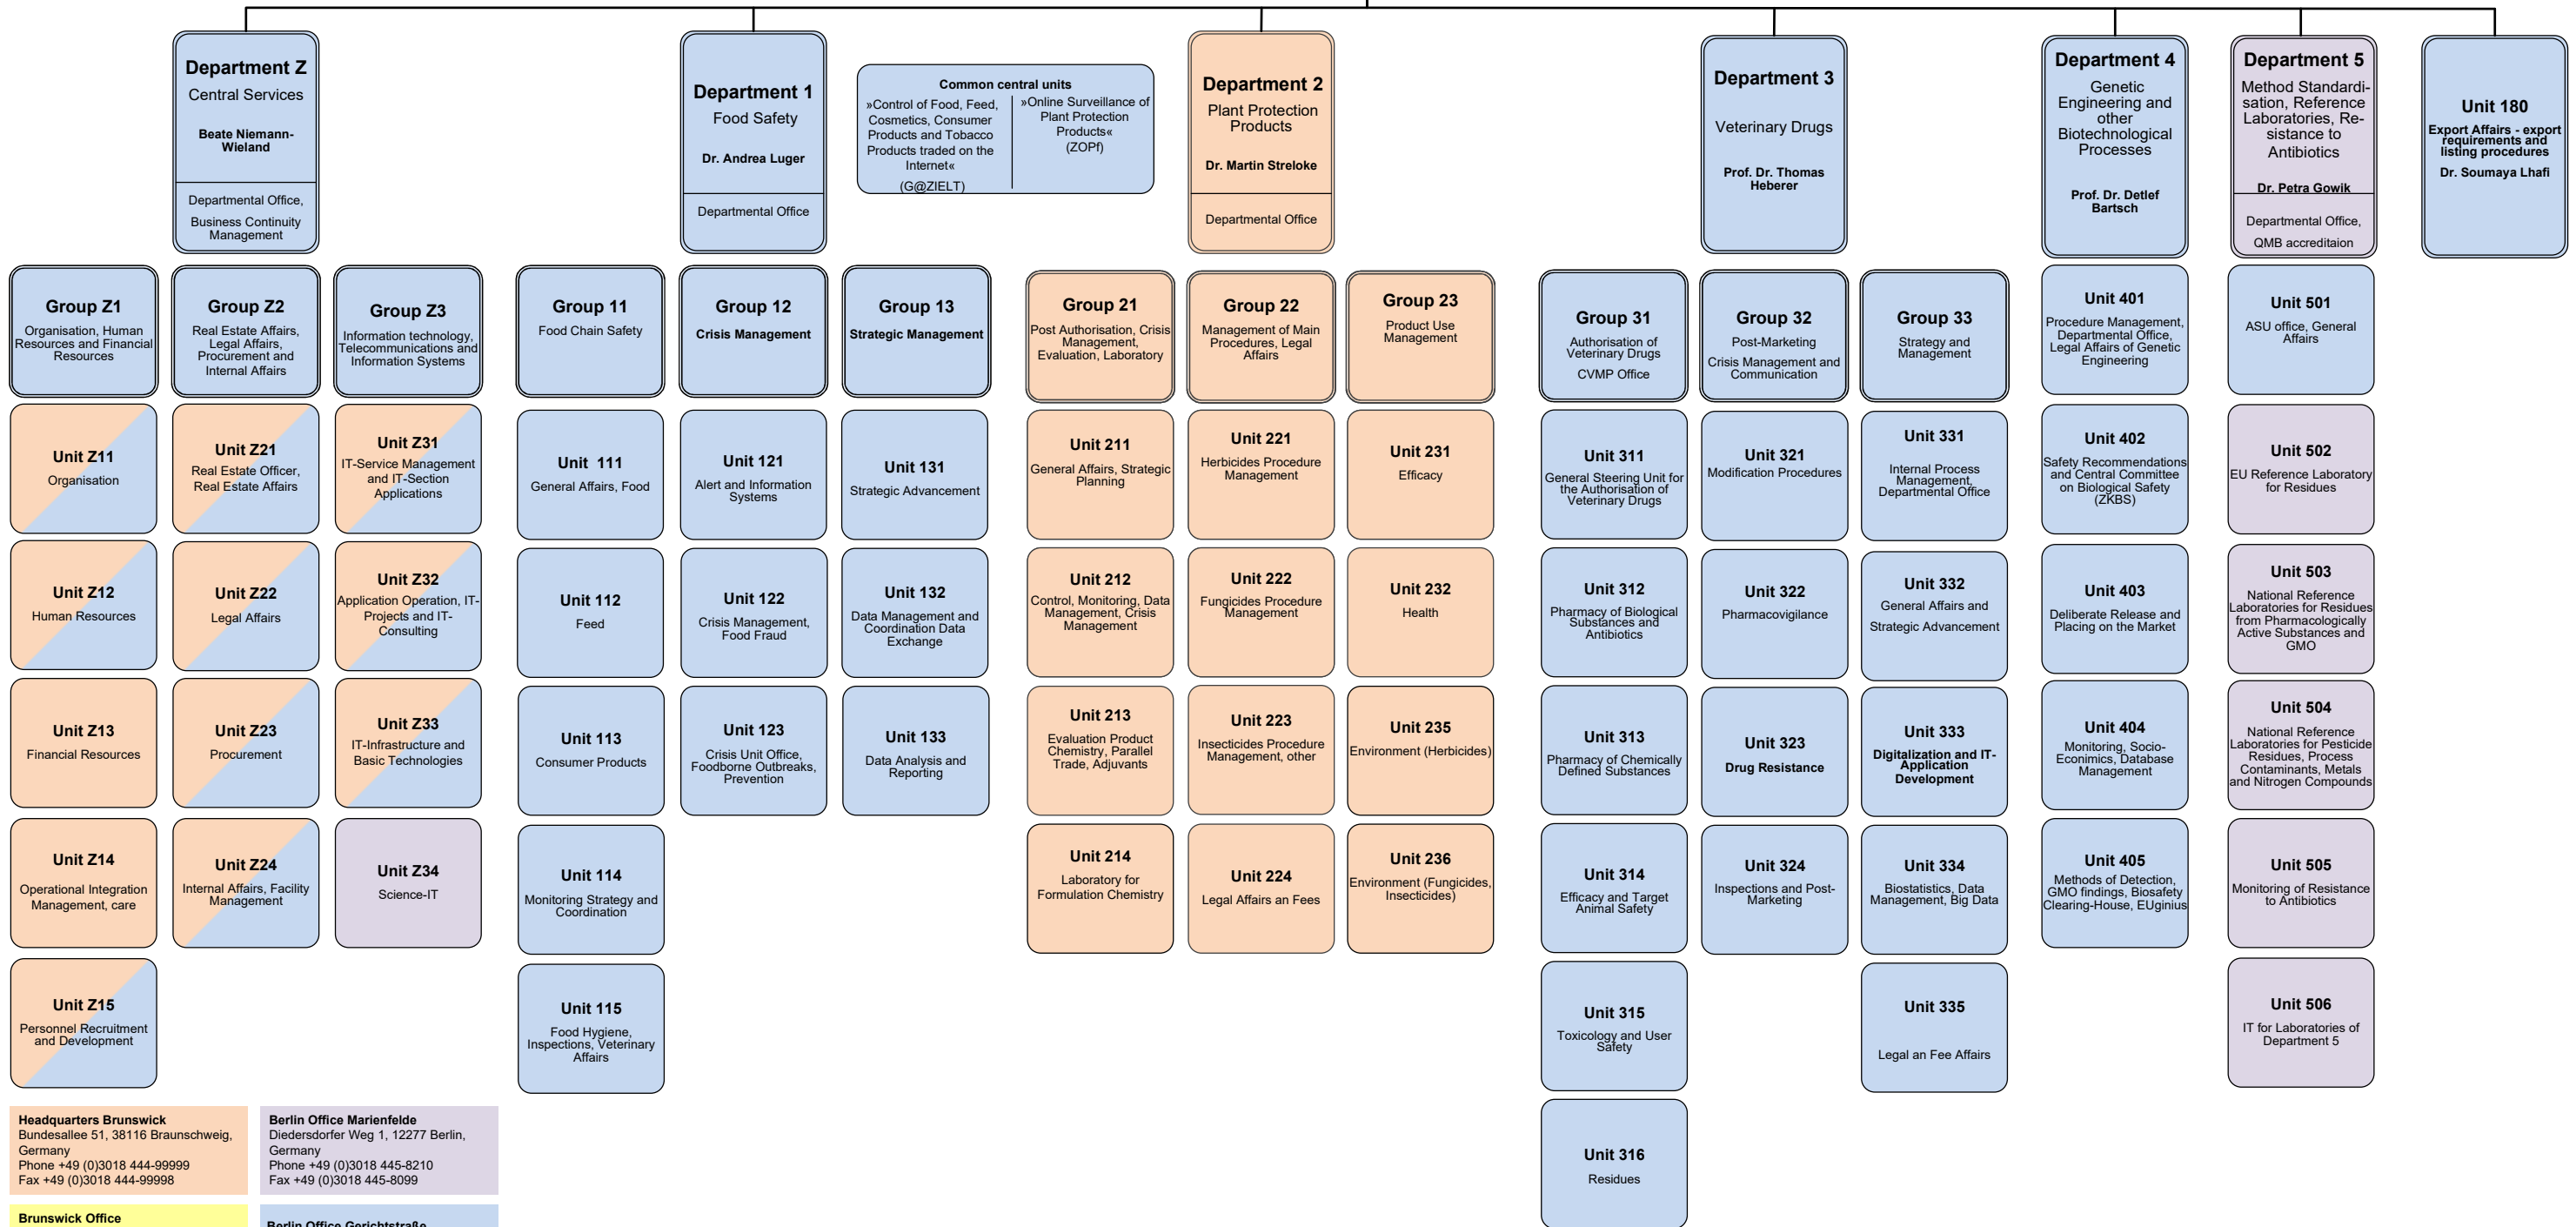 Department Z
Central Services
Beate Niemann-
Wieland
Departmental Office,
Business Continuity
Management
Department 1
Food Safety
Dr. Andrea Luger
Departmental Office
Common central units
»Control of Food, Feed,
Cosmetics, Consumer
Products and Tobacco
Products traded on the
Internet«
(G@ZIELT)
»Online Surveillance of
Plant Protection
Products«
(ZOPf)
Department 2
Plant Protection
Products
Dr. Martin Streloke
Departmental Office
Department 3
Veterinary Drugs
Prof. Dr. Thomas
Heberer
Department 4
Genetic
Engineering and
other
Biotechnological
Processes
Prof. Dr. Detlef
Bartsch
Department 5
Method Standardi-
sation, Reference
Laboratories, Re-
sistance to
Antibiotics
Dr. Petra Gowik
Departmental Office,
QMB accreditaion
Unit 180
Export Affairs - export
requirements and
listing procedures
Dr. Soumaya Lhafi
Group Z1
Organisation, Human
Resources and Financial
Resources
Unit Z11
Organisation
Unit Z12
Human Resources
Unit Z13
Financial Resources
Unit Z14
Operational Integration
Management, care
Unit Z15
Personnel Recruitment
and Development
Group Z2
Real Estate Affairs,
Legal Affairs,
Procurement and
Internal Affairs
Unit Z21
Real Estate Officer,
Real Estate Affairs
Unit Z22
Legal Affairs
Unit Z23
Procurement
Unit Z24
Internal Affairs, Facility
Management
Group Z3
Information technology,
Telecommunications and
Information Systems
Unit Z31
IT-Service Management
and IT-Section
Applications
Unit Z32
Application Operation, IT-
Projects and IT-
Consulting
Unit Z33
IT-Infrastructure and
Basic Technologies
Unit Z34
Science-IT
Group 11
Food Chain Safety
Unit 111
General Affairs, Food
Unit 112
Feed
Unit 113
Consumer Products
Unit 114
Monitoring Strategy and
Coordination
Unit 115
Food Hygiene,
Inspections, Veterinary
Affairs
Group 12
Crisis Management
Unit 121
Alert and Information
Systems
Unit 122
Crisis Management,
Food Fraud
Unit 123
Crisis Unit Office,
Foodborne Outbreaks,
Prevention
Group 13
Strategic Management
Unit 131
Strategic Advancement
Unit 132
Data Management and
Coordination Data
Exchange
Unit 133
Data Analysis and
Reporting
Group 21
Post Authorisation, Crisis
Management,
Evaluation, Laboratory
Unit 211
General Affairs, Strategic
Planning
Unit 212
Control, Monitoring, Data
Management, Crisis
Management
Unit 213
Evaluation Product
Chemistry, Parallel
Trade, Adjuvants
Unit 214
Laboratory for
Formulation Chemistry
Group 22
Management of Main
Procedures, Legal
Affairs
Unit 221
Herbicides Procedure
Management
Unit 222
Fungicides Procedure
Management
Unit 223
Insecticides Procedure
Management, other
Unit 224
Legal Affairs an Fees
Group 23
Product Use
Management
Unit 231
Efficacy
Unit 232
Health
Unit 235
Environment (Herbicides)
Unit 236
Environment (Fungicides,
Insecticides)
Group 31
Authorisation of
Veterinary Drugs
CVMP Office
Unit 311
General Steering Unit for
the Authorisation of
Veterinary Drugs
Unit 312
Pharmacy of Biological
Substances and
Antibiotics
Unit 313
Pharmacy of Chemically
Defined Substances
Unit 314
Efficacy and Target
Animal Safety
Unit 315
Toxicology and User
Safety
Unit 316
Residues
Group 32
Post-Marketing
Crisis Management and
Communication
Unit 321
Modification Procedures
Unit 322
Pharmacovigilance
Unit 323
Drug Resistance
Unit 324
Inspections and Post-
Marketing
Group 33
Strategy and
Management
Unit 331
Internal Process
Management,
Departmental Office
Unit 332
General Affairs and
Strategic Advancement
Unit 333
Digitalization and IT-
Application
Development
Unit 334
Biostatistics, Data
Management, Big Data
Unit 335
Legal an Fee Affairs
Unit 401
Procedure Management,
Departmental Office,
Legal Affairs of Genetic
Engineering
Unit 402
Safety Recommendations
and Central Committee
on Biological Safety
(ZKBS)
Unit 403
Deliberate Release and
Placing on the Market
Unit 404
Monitoring, Socio-
Econimics, Database
Management
Unit 405
Methods of Detection,
GMO findings, Biosafety
Clearing-House, EUginius
Unit 501
ASU office, General
Affairs
Unit 502
EU Reference Laboratory
for Residues
Unit 503
National Reference
Laboratories for Residues
from Pharmacologically
Active Substances and
GMO
Unit 504
National Reference
Laboratories for Pesticide
Residues, Process
Contaminants, Metals
and Nitrogen Compounds
Unit 505
Monitoring of Resistance
to Antibiotics
Unit 506
IT for Laboratories of
Department 5
Headquarters Brunswick
Bundesallee 51, 38116 Braunschweig,
Germany
Phone +49 (0)3018 444-99999
Fax +49 (0)3018 444-99998
Berlin Office Marienfelde
Diedersdorfer Weg 1, 12277 Berlin,
Germany
Phone +49 (0)3018 445-8210
Fax +49 (0)3018 445-8099
Brunswick Office
Berlin Office Gerichtstraße